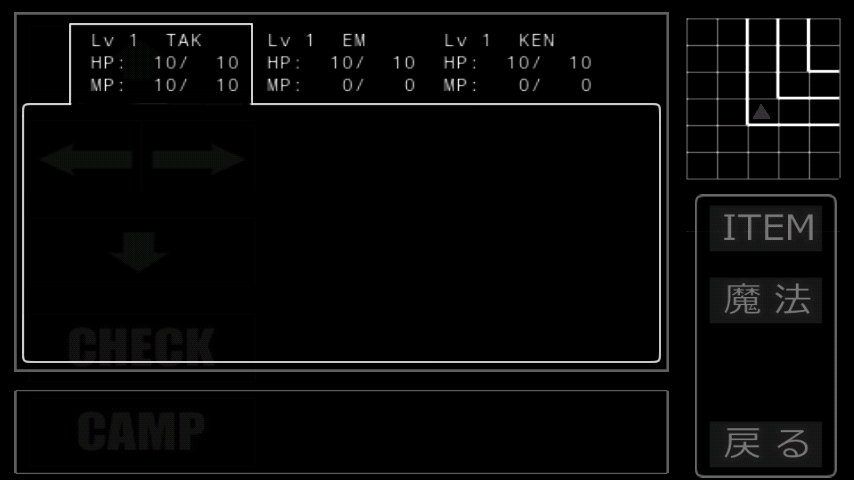 Lv 1 TAK Lv 1 EM Lv 1 KEN
HP: 10/ 10 HP: 10/ 10 HP: 10/ 10
MP: 10/ 10 MP: 0/ 0 MP: 0/ 0
ITEM
魔法
CHECK
CAMP
戻る